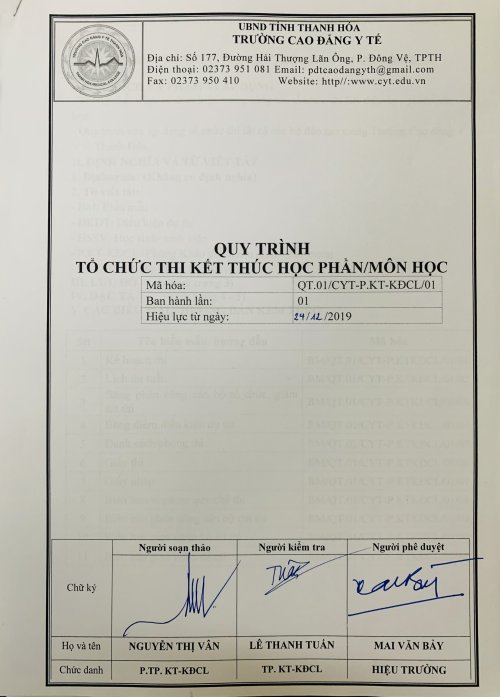 UBND TỈNH THANH HÓA
TRƯỜNG CAO ĐẲNG Y TẾ
Địa chỉ: Số 177, Đường Hải Thượng Lãn Ông, P. Đông Vệ, TPTH
Điện thoại: 02373 951 081 Email: pdtcaodangyth@gmail.com
Fax: 02373 950 410 Website: http//:www.cyt.edu.vn
QUY TRÌNH
TỔ CHỨC THI KẾT THÚC HỌC PHẦN/MÔN HỌC
Mã hóa: QT.01/CYT-P.KT-KĐCL/01
Ban hành lần: 01
Hiệu lực từ ngày: 24/12/2019
Người soạn thảo Người kiểm tra Người phê duyệt
Chữ ký
Họ và tên NGUYỄN THỊ VÂN LÊ THANH TUẤN MAI VĂN BẢY
Chức danh P.TP. KT-KĐCL TP. KT-KĐCL HIỆU TRƯỞNG